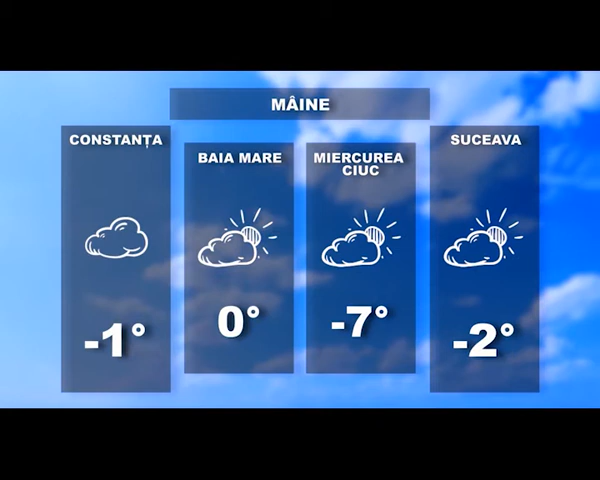 MÂINE
CONSTANȚA
-1°
BAIA MARE
0°
MIERCUREA
CIUC
-7°
SUCEAVA
-2°